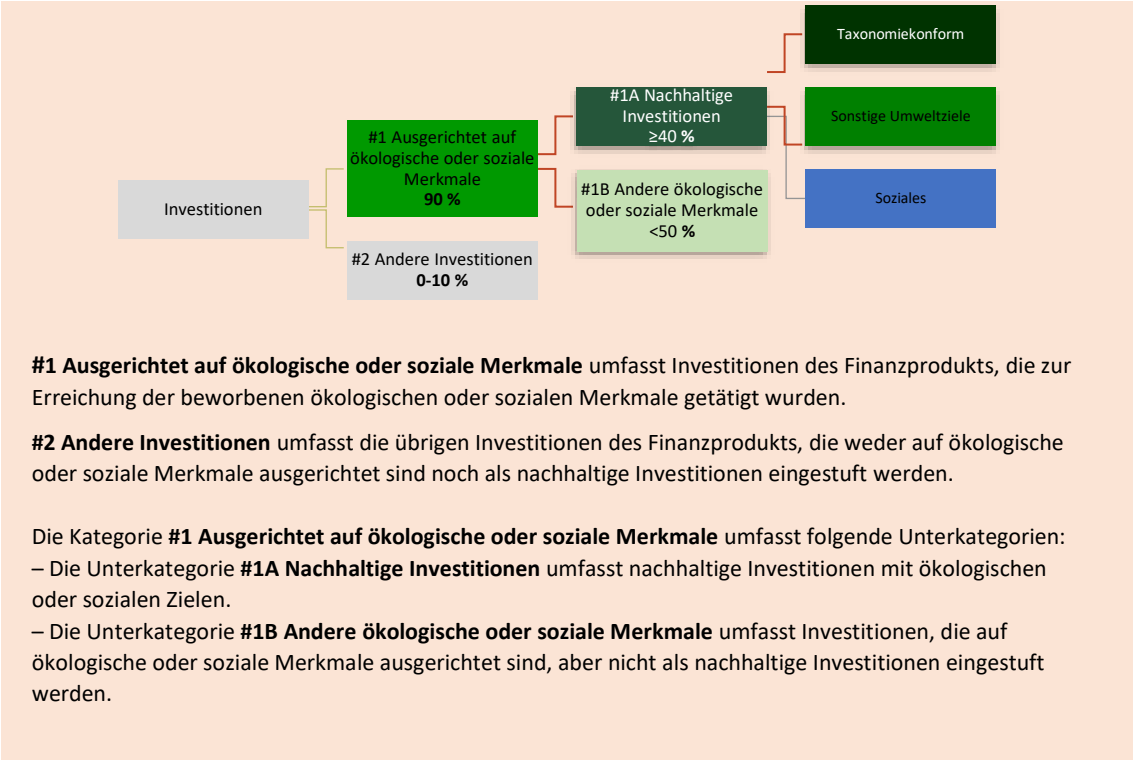 Taxonomiekonform
#1A Nachhaltige
Investitionen
≥40 %
Sonstige Umweltziele
#1 Ausgerichtet auf
ökologische oder soziale
Merkmale
90 %
#1B Andere ökologische
oder soziale Merkmale
<50 %
Soziales
Investitionen
#2 Andere Investitionen
0-10 %
#1 Ausgerichtet auf ökologische oder soziale Merkmale umfasst Investitionen des Finanzprodukts, die zur
Erreichung der beworbenen ökologischen oder sozialen Merkmale getätigt wurden.
#2 Andere Investitionen umfasst die übrigen Investitionen des Finanzprodukts, die weder auf ökologische
oder soziale Merkmale ausgerichtet sind noch als nachhaltige Investitionen eingestuft werden.
Die Kategorie #1 Ausgerichtet auf ökologische oder soziale Merkmale umfasst folgende Unterkategorien:
– Die Unterkategorie #1A Nachhaltige Investitionen umfasst nachhaltige Investitionen mit ökologischen
oder sozialen Zielen.
– Die Unterkategorie #1B Andere ökologische oder soziale Merkmale umfasst Investitionen, die auf
ökologische oder soziale Merkmale ausgerichtet sind, aber nicht als nachhaltige Investitionen eingestuft
werden.